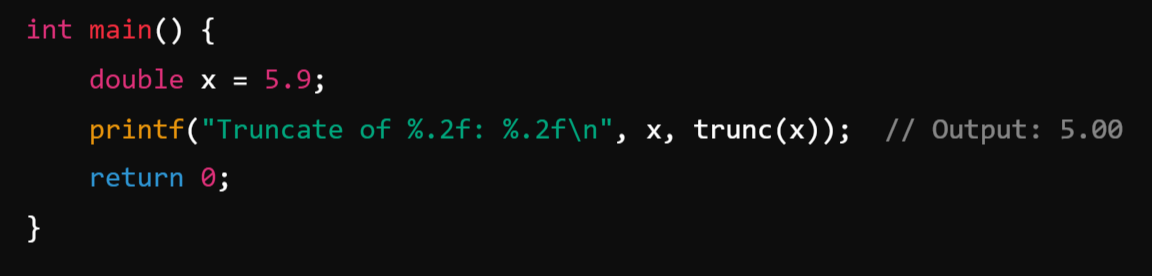 int main() {
    double x = 5.9;
    printf("Truncate of %.2f: %.2f\n", x, trunc(x));  // Output: 5.00
    return 0;
}